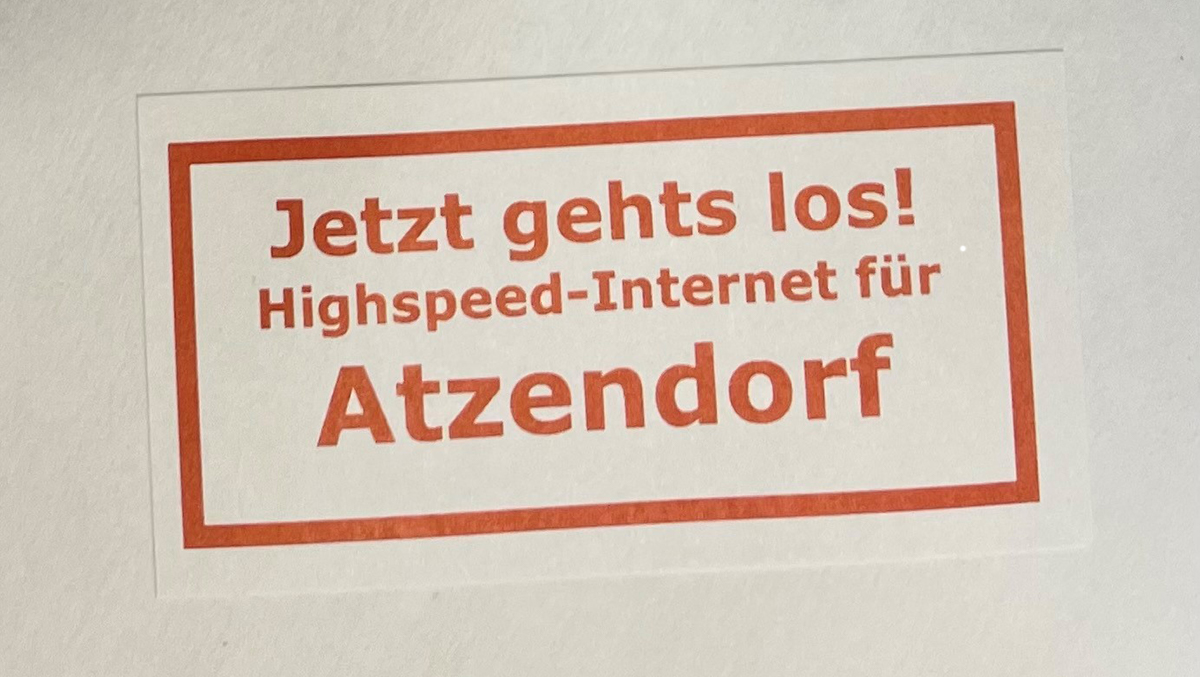 Jetzt gehts los!
Highspeed-Internet für
Atzendorf